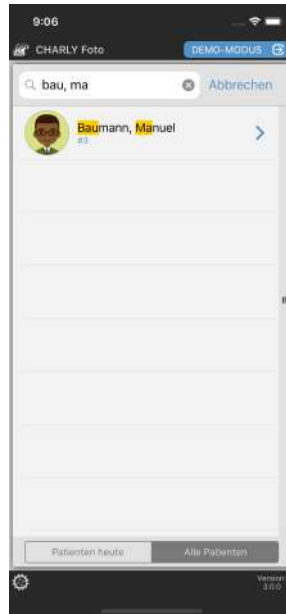 9:06
CHARLY Foto
DEMO-MODUS
bau, ma
Abbrechen
Baumann, Manuel
#3
Patienten heute
Alle Patienten
Version
3.0.0